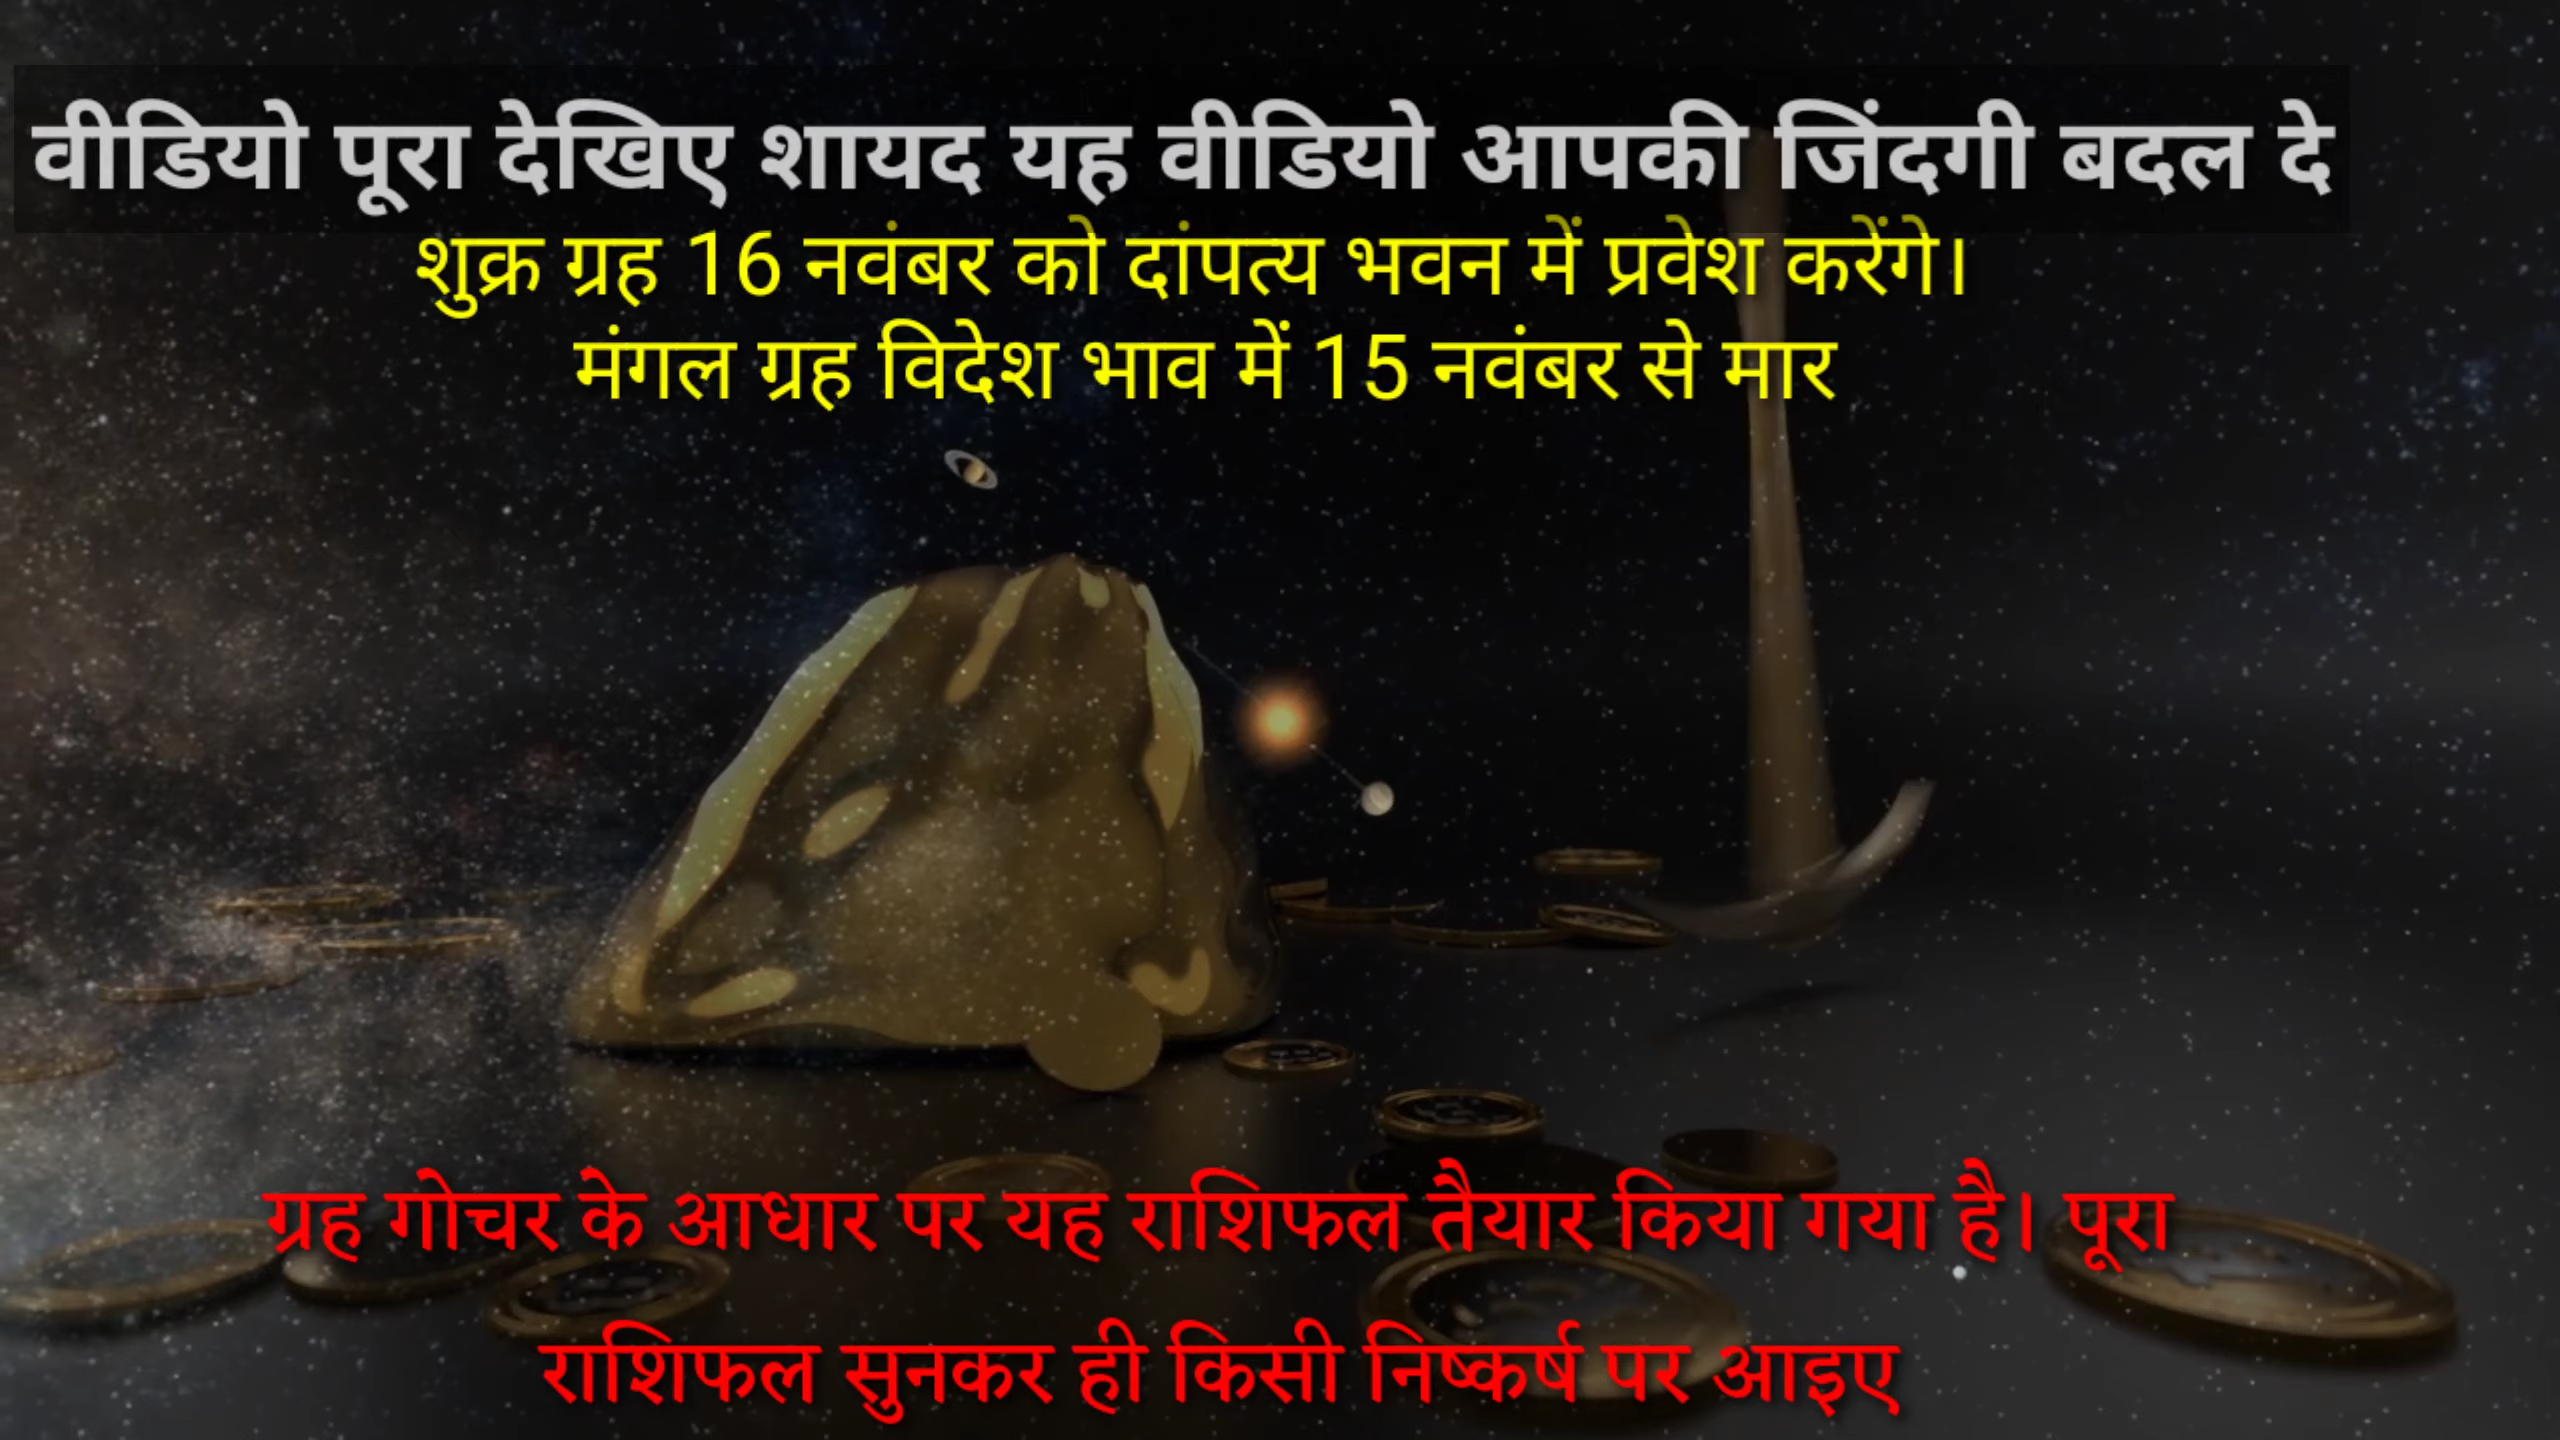 वीडियो पूरा देखिए शायद यह वीडियो आपकी जिंदगी बदल दे
शुक्र ग्रह 16 नवंबर को दांपत्य भवन में प्रवेश करेंगे।
मंगल ग्रह विदेश भाव में 15 नवंबर से मार
ग्रह गोचर के आधार पर यह राशिफल तैयार किया गया है। पूरा
राशिफल सुनकर ही किसी निष्कर्ष पर आइए